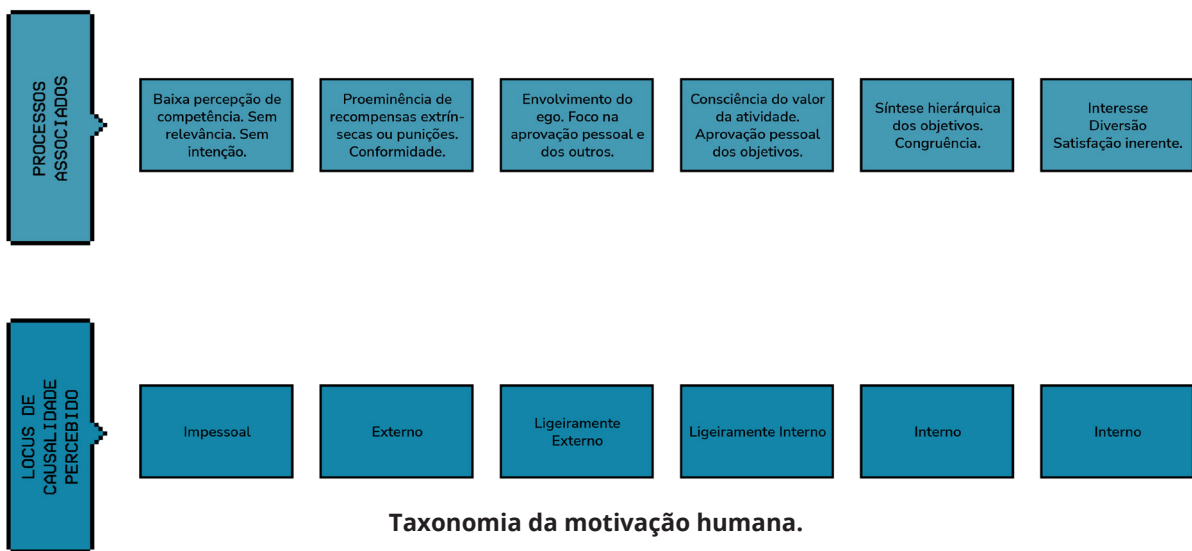 PROCESSOS
ASSOCIADOS
Baixa percepção de
competência. Sem
relevância. Sem
intenção.
Proeminência de
recompensas extrín-
secas ou punições.
Conformidade.
Envolvimento do
ego. Foco na
aprovação pessoal e
dos outros.
Consciência do valor
da atividade.
Aprovação pessoal
dos objetivos.
Síntese hierárquica
dos objetivos.
Congruência.
Interesse
Diversão
Satisfação inerente.
LOCUS DE
CAUSALIDADE
PERCEBIDO
Impessoal
Externo
Ligeiramente
Externo
Ligeiramente Interno
Interno
Interno
Taxonomia da motivação humana.